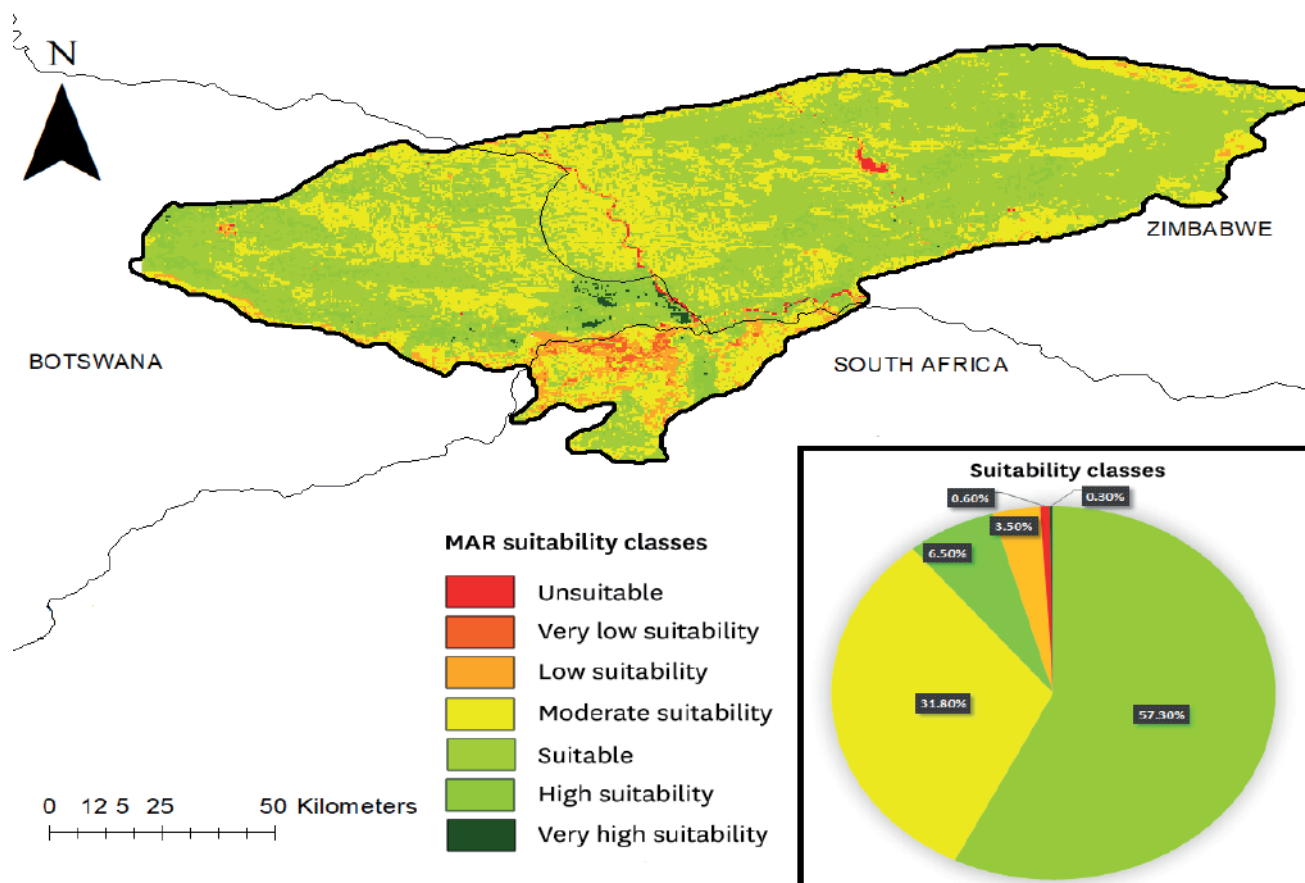 N
ZIMBABWE
BOTSWANA
SOUTH AFRICA
MAR suitability classes
Unsuitable
Very low suitability
Low suitability
Moderate suitability
Suitable
High suitability
Very high suitability
0 12 5 25 50 Kilometers
Suitability classes
0.60%
0.30%
3.50%
6.50%
31.80%
57.30%